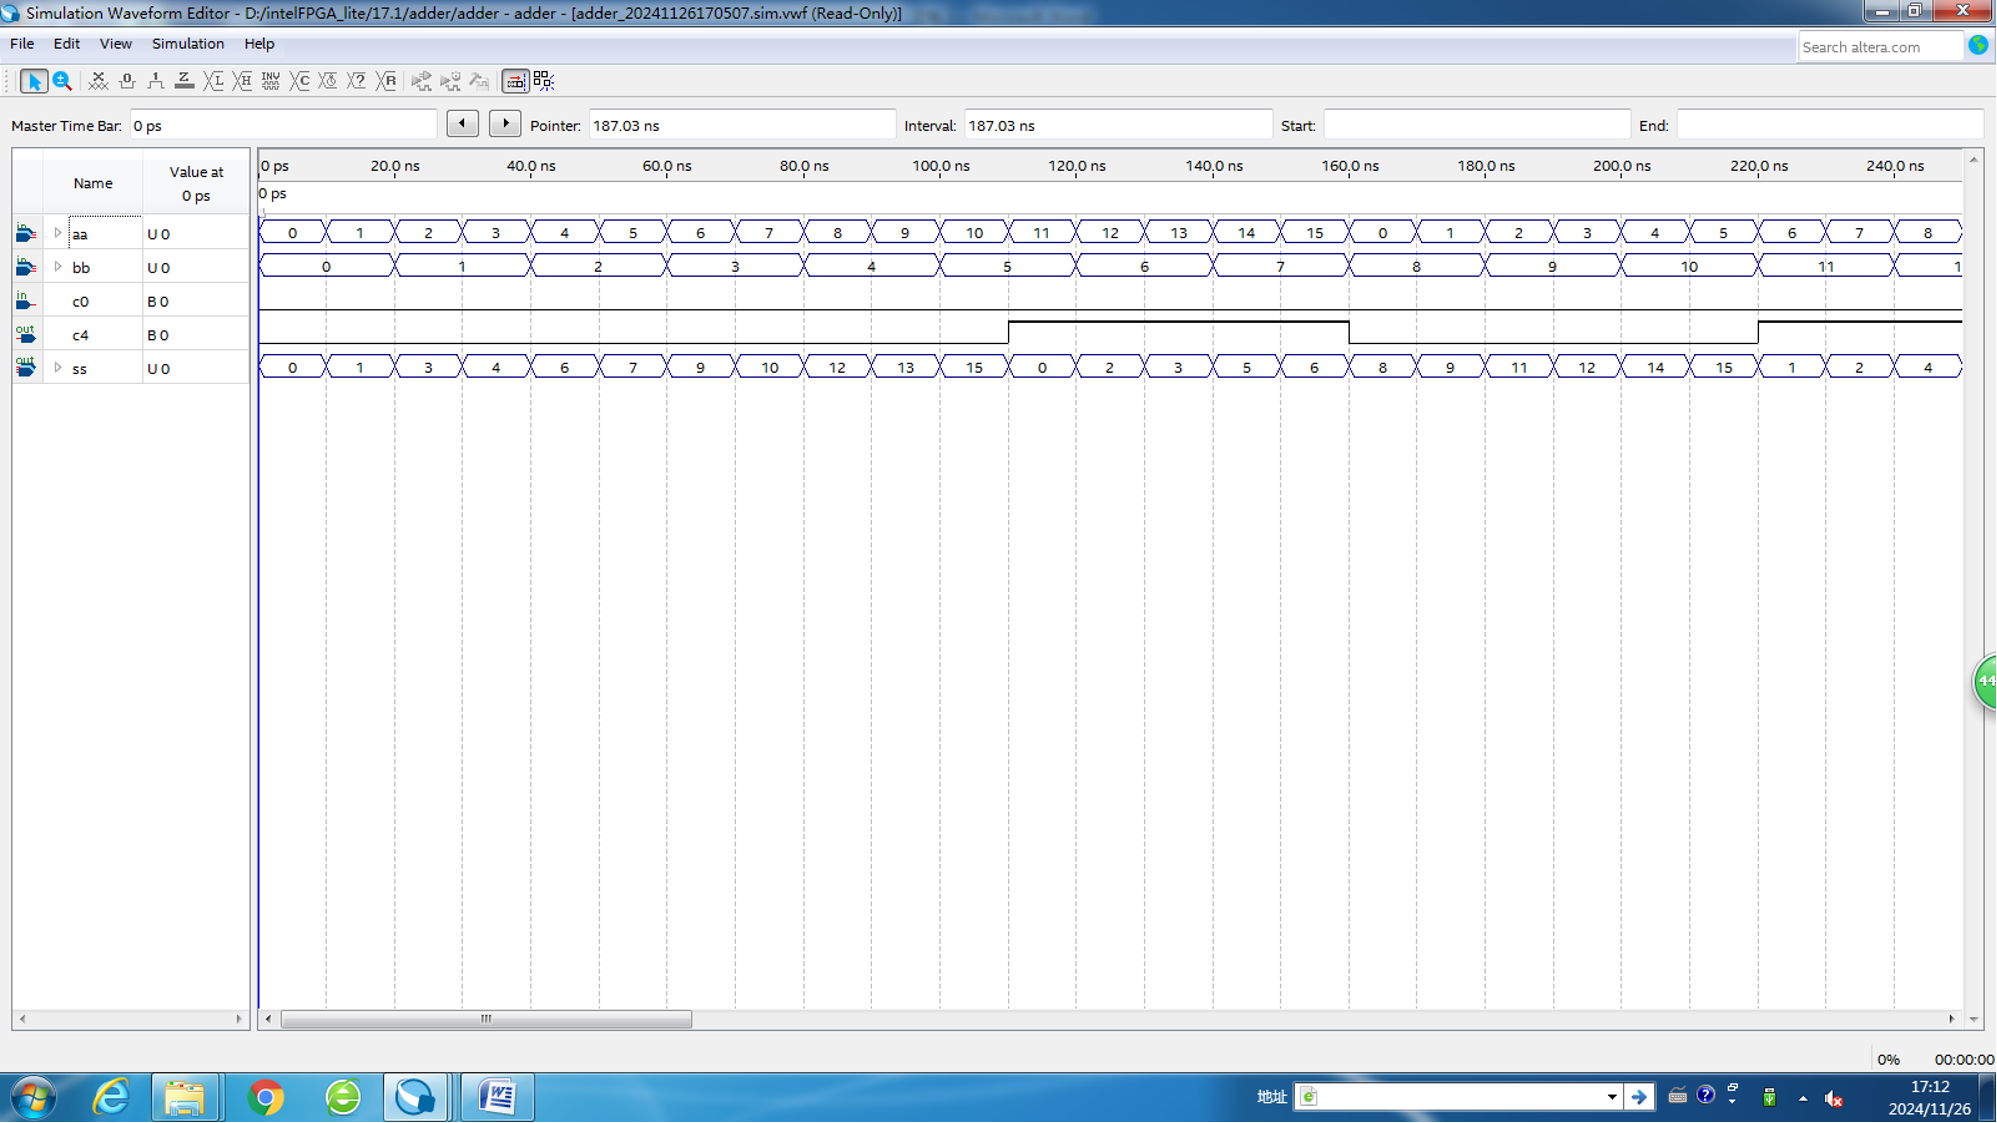 Simulation Waveform Editor - D:/intelFPGA_lite/17.1/adder/adder - adder - [adder_20241126170507.sim.vwf (Read-Only)]
File Edit View Simulation Help
Search altera.com
Master Time Bar: 0 ps Pointer: 187.03 ns Interval: 187.03 ns Start: End:
Name Value at 0 ps
0 ps 20.0 ns 40.0 ns 60.0 ns 80.0 ns 100.0 ns 120.0 ns 140.0 ns 160.0 ns 180.0 ns 200.0 ns 220.0 ns 240.0 ns
0 ps
in aa U 0 0 1 2 3 4 5 6 7 8 9 10 11 12 13 14 15 0 1 2 3 4 5 6 7 8
in bb U 0 0 1 2 3 4 5 6 7 8 9 10 11 1
in c0 B 0
out c4 B 0
out ss U 0 0 1 3 4 6 7 9 10 12 13 15 0 2 3 5 6 8 9 11 12 14 15 1 2 4
44
0% 00:00:00
地址
17:12
2024/11/26